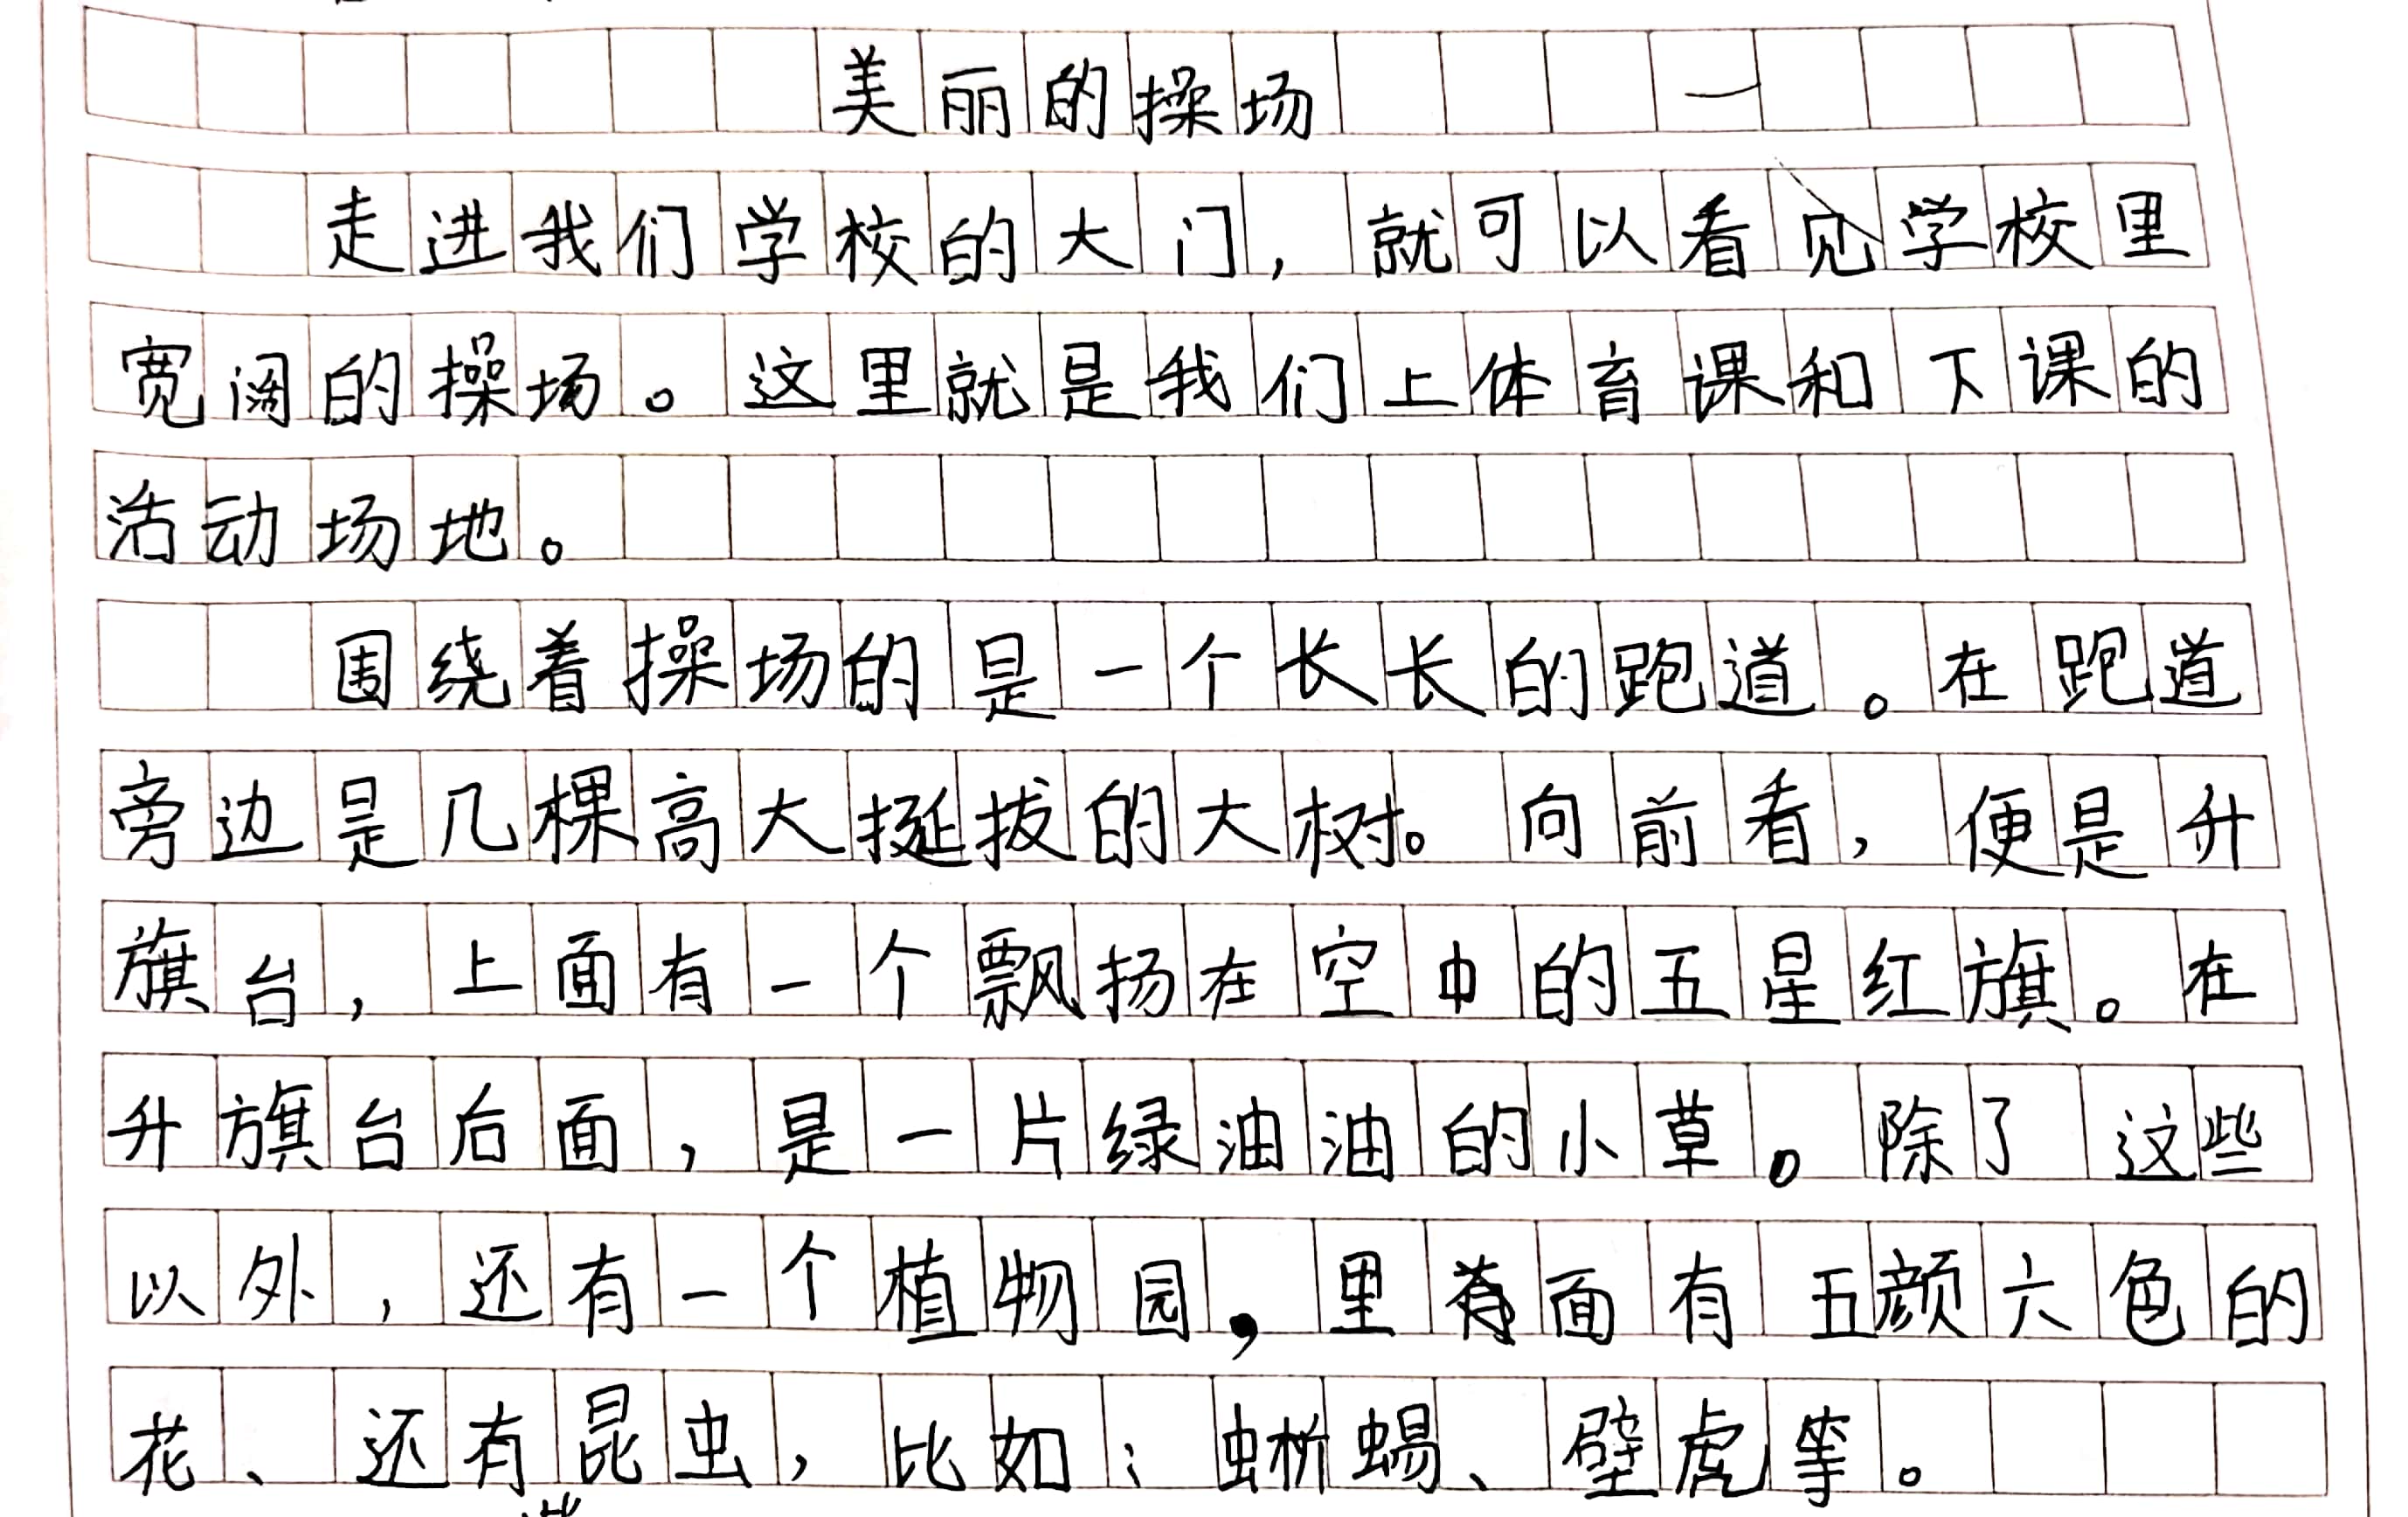 美丽的操场
走进我们学校的大门，就可以看见学校里
宽阔的操场。这里就是我们上体育课和下课的
活动场地。
围绕着操场的是一个长长的跑道。在跑道
旁边是几棵高大挺拔的大树。向前看，便是升
旗台，上面有一个飘扬在空中的五星红旗。在
升旗台后面，是一片绿油油的小草。除了这些
以外，还有一个植物园，里面有五颜六色的
花、还有昆虫，比如；蜥蜴、壁虎等。